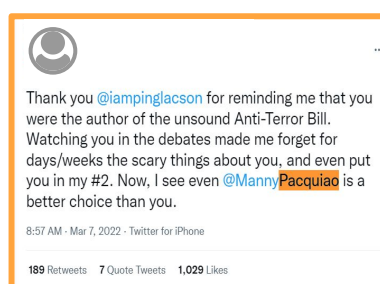 Thank you @iampinglacson for reminding me that you
were the author of the unsound Anti-Terror Bill.
Watching you in the debates made me forget for
days/weeks the scary things about you, and even put
you in my #2. Now, I see even @MannyPacquiao is a
better choice than you.
8:57 AM · Mar 7, 2022 · Twitter for iPhone
189 Retweets 7 Quote Tweets 1,029 Likes